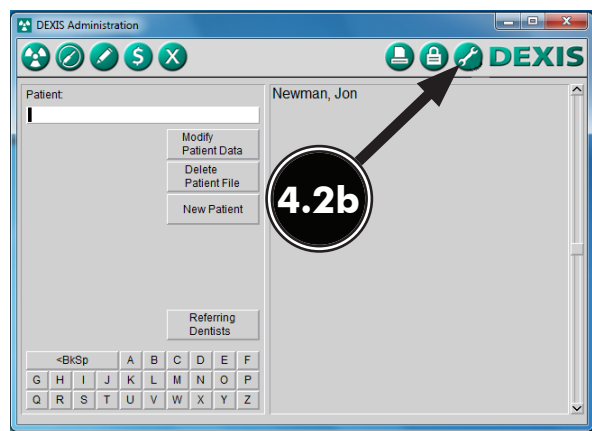 DEXIS Administration
$ X
DEXIS
Patient:
Newman, Jon
Modify
Patient Data
Delete
Patient File
New Patient
4.2b
Referring
Dentists
<BkSp A B C D E F
G H I J K L M N O P
Q R S T U V W X Y Z